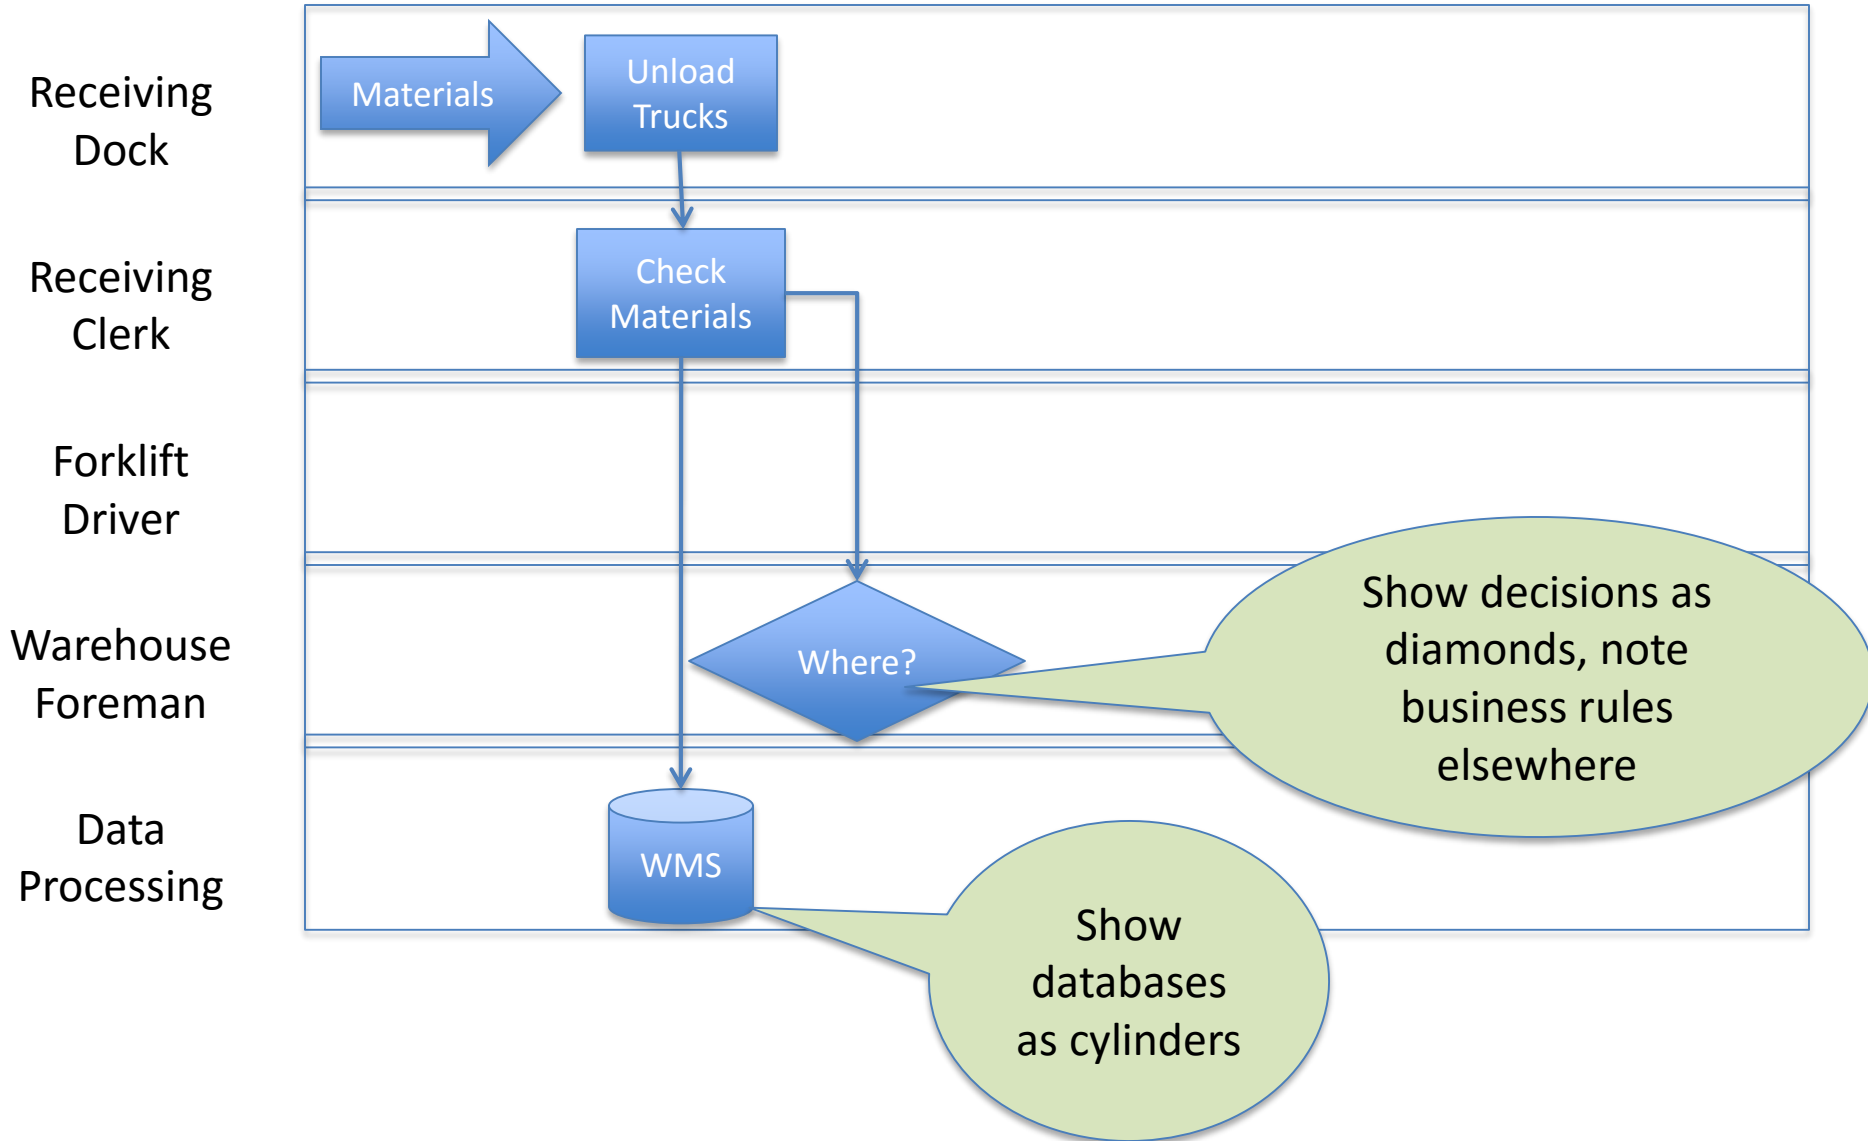 Receiving
Dock
Materials
Unload
Trucks
Receiving
Clerk
Check
Materials
Forklift
Driver
Warehouse
Foreman
Where?
Show decisions as
diamonds, note
business rules
elsewhere
Data
Processing
WMS
Show
databases
as cylinders